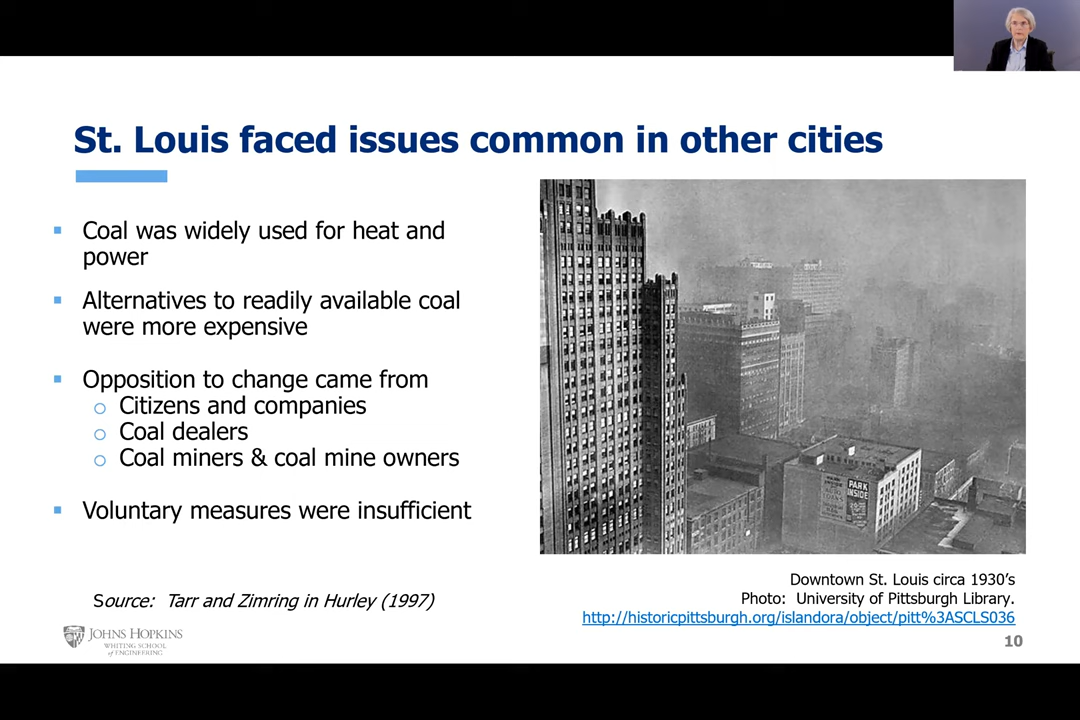 St. Louis faced issues common in other cities
▪ Coal was widely used for heat and
power
▪ Alternatives to readily available coal
were more expensive
▪ Opposition to change came from
o Citizens and companies
o Coal dealers
o Coal miners & coal mine owners
▪ Voluntary measures were insufficient
Source: Tarr and Zimring in Hurley (1997)
PARK
INSIDE
Downtown St. Louis circa 1930's
Photo: University of Pittsburgh Library.
http://historicpittsburgh.org/islandora/object/pitt%3ASCLS036
JOHNS HOPKINS
WHITING SCHOOL
of ENGINEERING
10